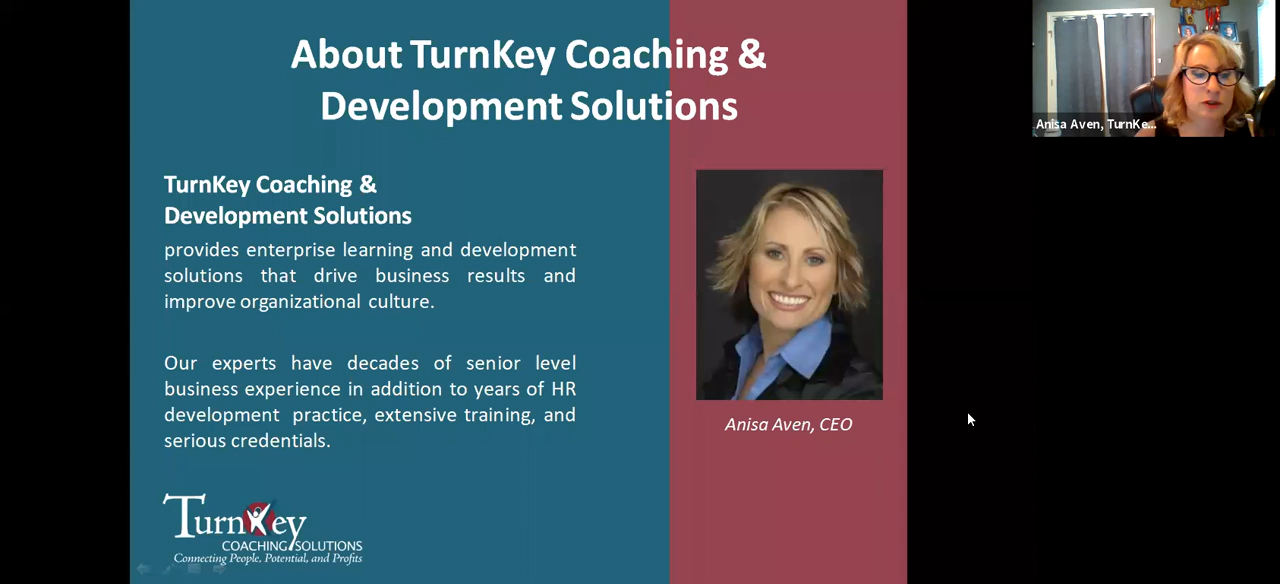 About TurnKey Coaching &
Development Solutions
TurnKey Coaching &
Development Solutions
provides enterprise learning and development
solutions that drive business results and
improve organizational culture.
Our experts have decades of senior level
business experience in addition to years of HR
development practice, extensive training, and
serious credentials.
Anisa Aven, CEO
TurnKey
COACHING SOLUTIONS
Connecting People, Potential, and Profits
Anisa Aven, TurnKe...